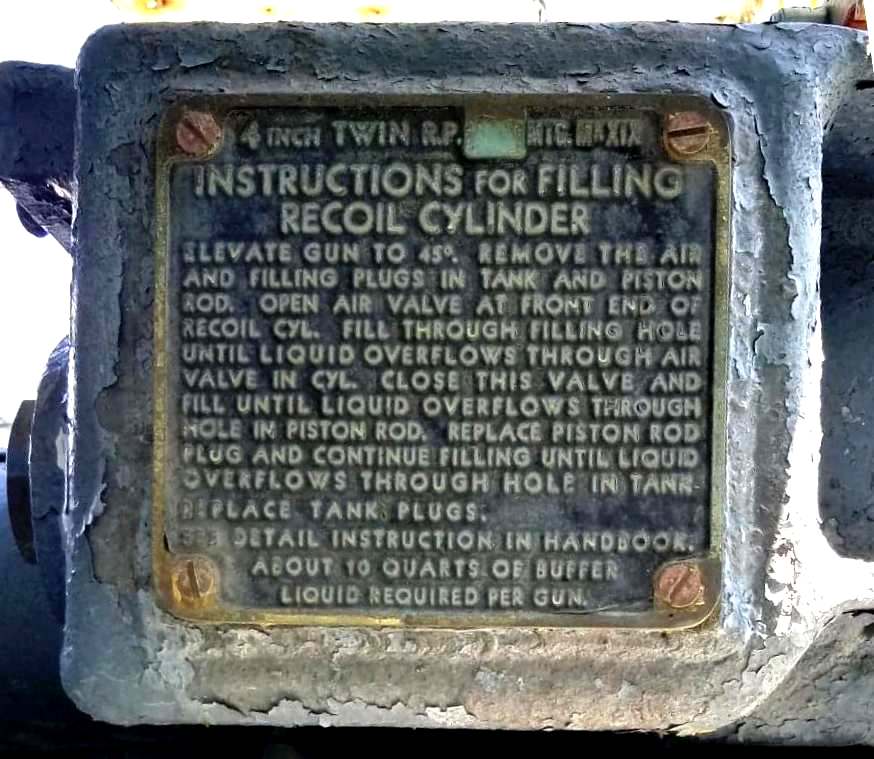 4 INCH TWIN R.P. MTG. MK XIX
INSTRUCTIONS FOR FILLING
RECOIL CYLINDER
ELEVATE GUN TO 45°. REMOVE THE AIR
AND FILLING PLUGS IN TANK AND PISTON
ROD. OPEN AIR VALVE AT FRONT END OF
RECOIL CYL. FILL THROUGH FILLING HOLE
UNTIL LIQUID OVERFLOWS THROUGH AIR
VALVE IN CYL. CLOSE THIS VALVE AND
FILL UNTIL LIQUID OVERFLOWS THROUGH
HOLE IN PISTON ROD. REPLACE PISTON ROD
PLUG AND CONTINUE FILLING UNTIL LIQUID
OVERFLOWS THROUGH HOLE IN TANK.
REPLACE TANK PLUGS.
SEE DETAIL INSTRUCTION IN HANDBOOK.
ABOUT 10 QUARTS OF BUFFER
LIQUID REQUIRED PER GUN.